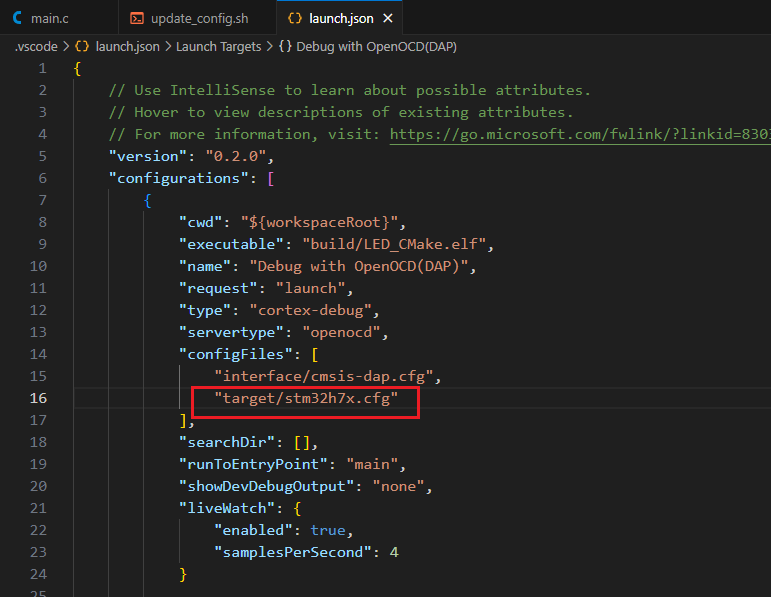 main.c update_config.sh launch.json
.vscode > launch.json > Launch Targets > {} Debug with OpenOCD(DAP)
1 {
2 // Use IntelliSense to learn about possible attributes.
3 // Hover to view descriptions of existing attributes.
4 // For more information, visit: https://go.microsoft.com/fwlink/?linkid=830
5 "version": "0.2.0",
6 "configurations": [
7 {
8 "cwd": "${workspaceRoot}",
9 "executable": "build/LED_CMake.elf",
10 "name": "Debug with OpenOCD(DAP)",
11 "request": "launch",
12 "type": "cortex-debug",
13 "servertype": "openocd",
14 "configFiles": [
15 "interface/cmsis-dap.cfg",
16 "target/stm32h7x.cfg"
17 ],
18 "searchDir": [],
19 "runToEntryPoint": "main",
20 "showDevDebugOutput": "none",
21 "liveWatch": {
22 "enabled": true,
23 "samplesPerSecond": 4
24 }
25